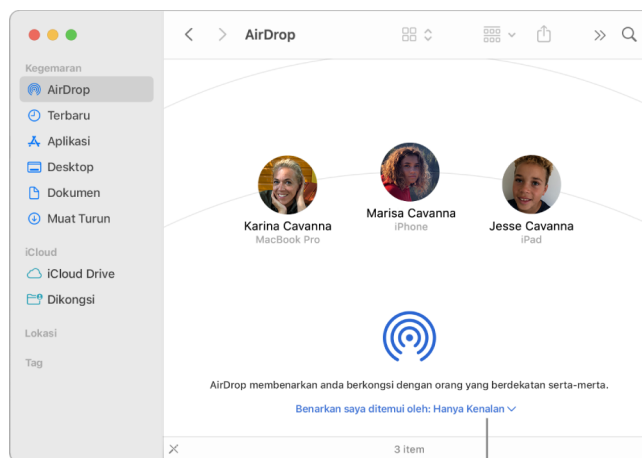 AirDrop
Kegemaran
AirDrop
Terbaru
Aplikasi
Desktop
Dokumen
Muat Turun
iCloud
iCloud Drive
Dikongsi
Lokasi
Tag
Karina Cavanna
MacBook Pro
Marisa Cavanna
iPhone
Jesse Cavanna
iPad
AirDrop membenarkan anda berkongsi dengan orang yang berdekatan serta-merta.
Benarkan saya ditemui oleh: Hanya Kenalan
3 item